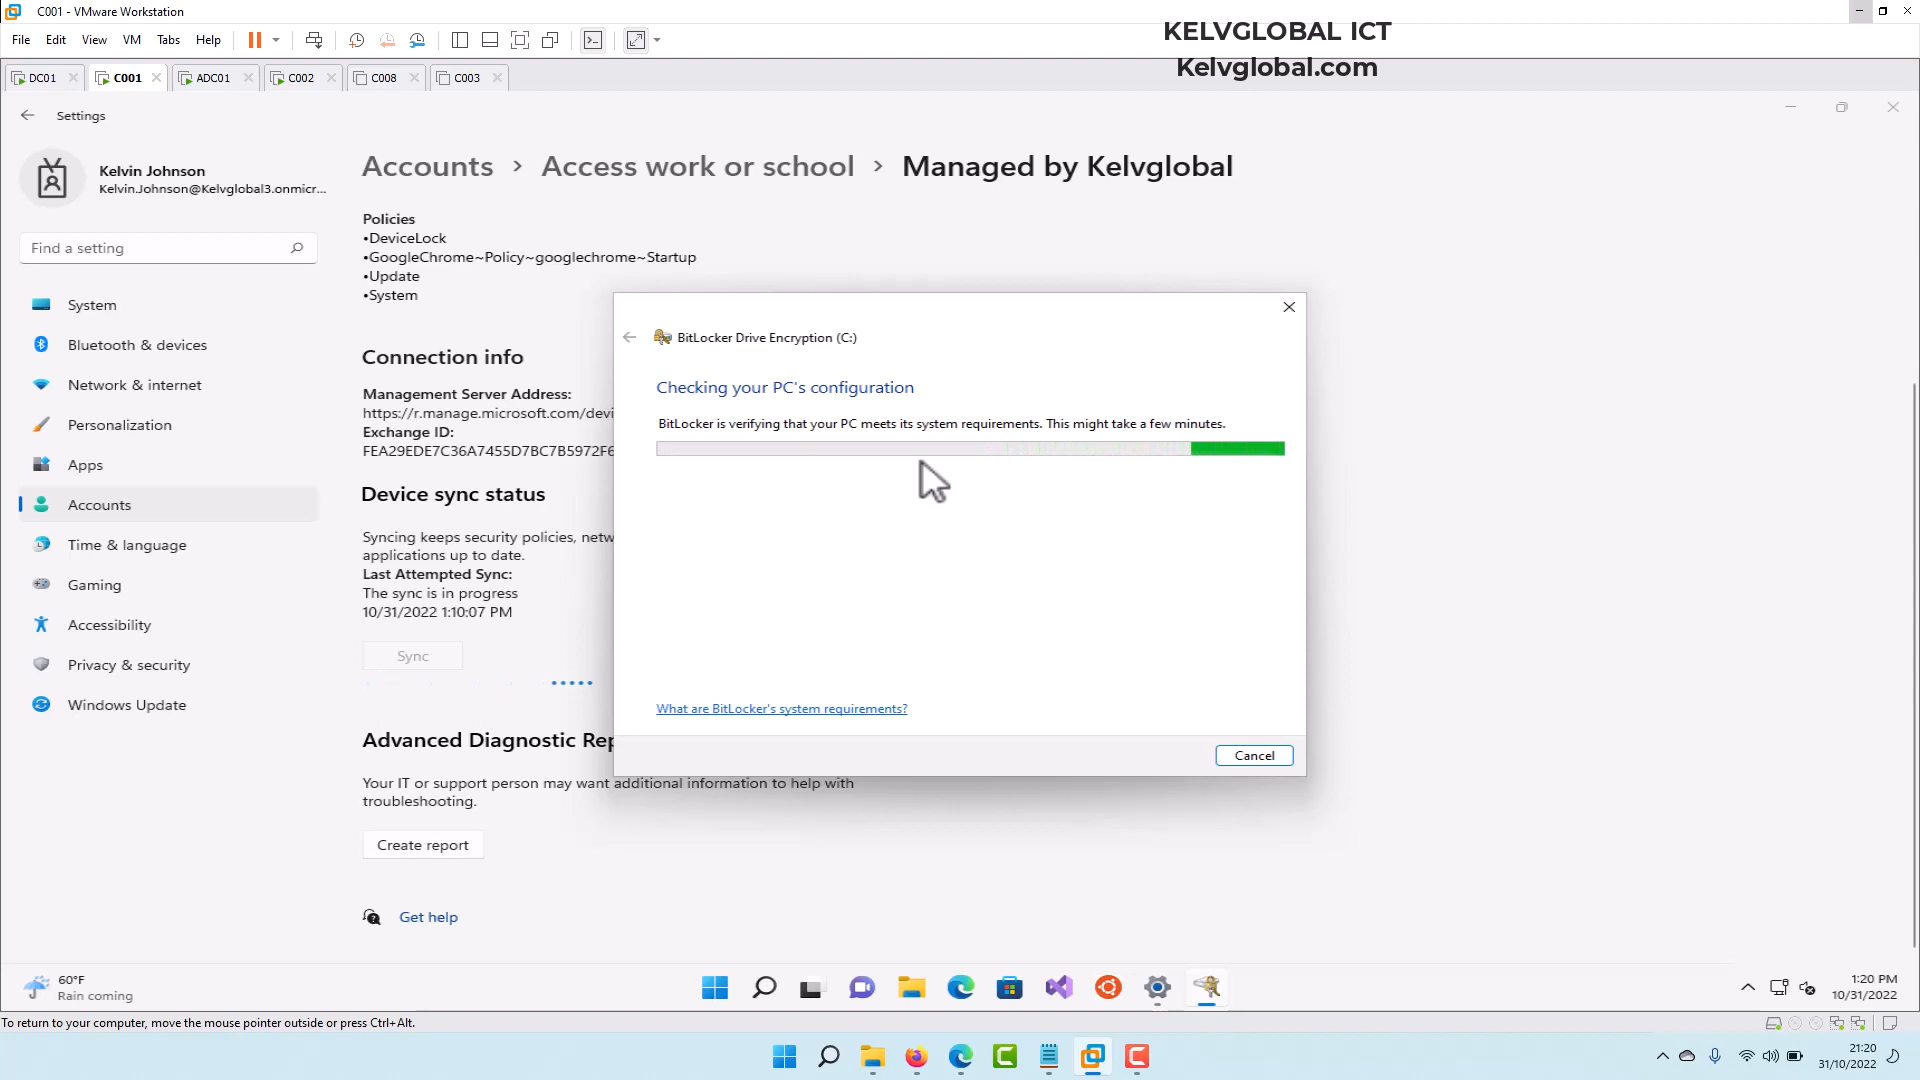 C001 - VMware Workstation
KELVGLOBAL ICT
Kelvglobal.com
File Edit View VM Tabs Help
DC01 C001 ADC01 C002 C008 C003
Settings
Kelvin Johnson
Kelvin.Johnson@Kelvglobal3.onmicr...
Find a setting
System
Bluetooth & devices
Network & internet
Personalization
Apps
Accounts
Time & language
Gaming
Accessibility
Privacy & security
Windows Update
Accounts > Access work or school > Managed by Kelvglobal
Policies
•DeviceLock
•GoogleChrome~Policy~googlechrome~Startup
•Update
•System
Connection info
Management Server Address:
https://r.manage.microsoft.com/devi
Exchange ID:
FEA29EDE7C36A7455D7BC7B5972F6
Device sync status
Syncing keeps security policies, netw
applications up to date.
Last Attempted Sync:
The sync is in progress
10/31/2022 1:10:07 PM
Sync
Advanced Diagnostic Rep
Your IT or support person may want additional information to help with
troubleshooting.
Create report
Get help
BitLocker Drive Encryption (C:)
Checking your PC's configuration
BitLocker is verifying that your PC meets its system requirements. This might take a few minutes.
What are BitLocker's system requirements?
Cancel
60°F
Rain coming
1:20 PM
10/31/2022
To return to your computer, move the mouse pointer outside or press Ctrl+Alt.
21:20
31/10/2022